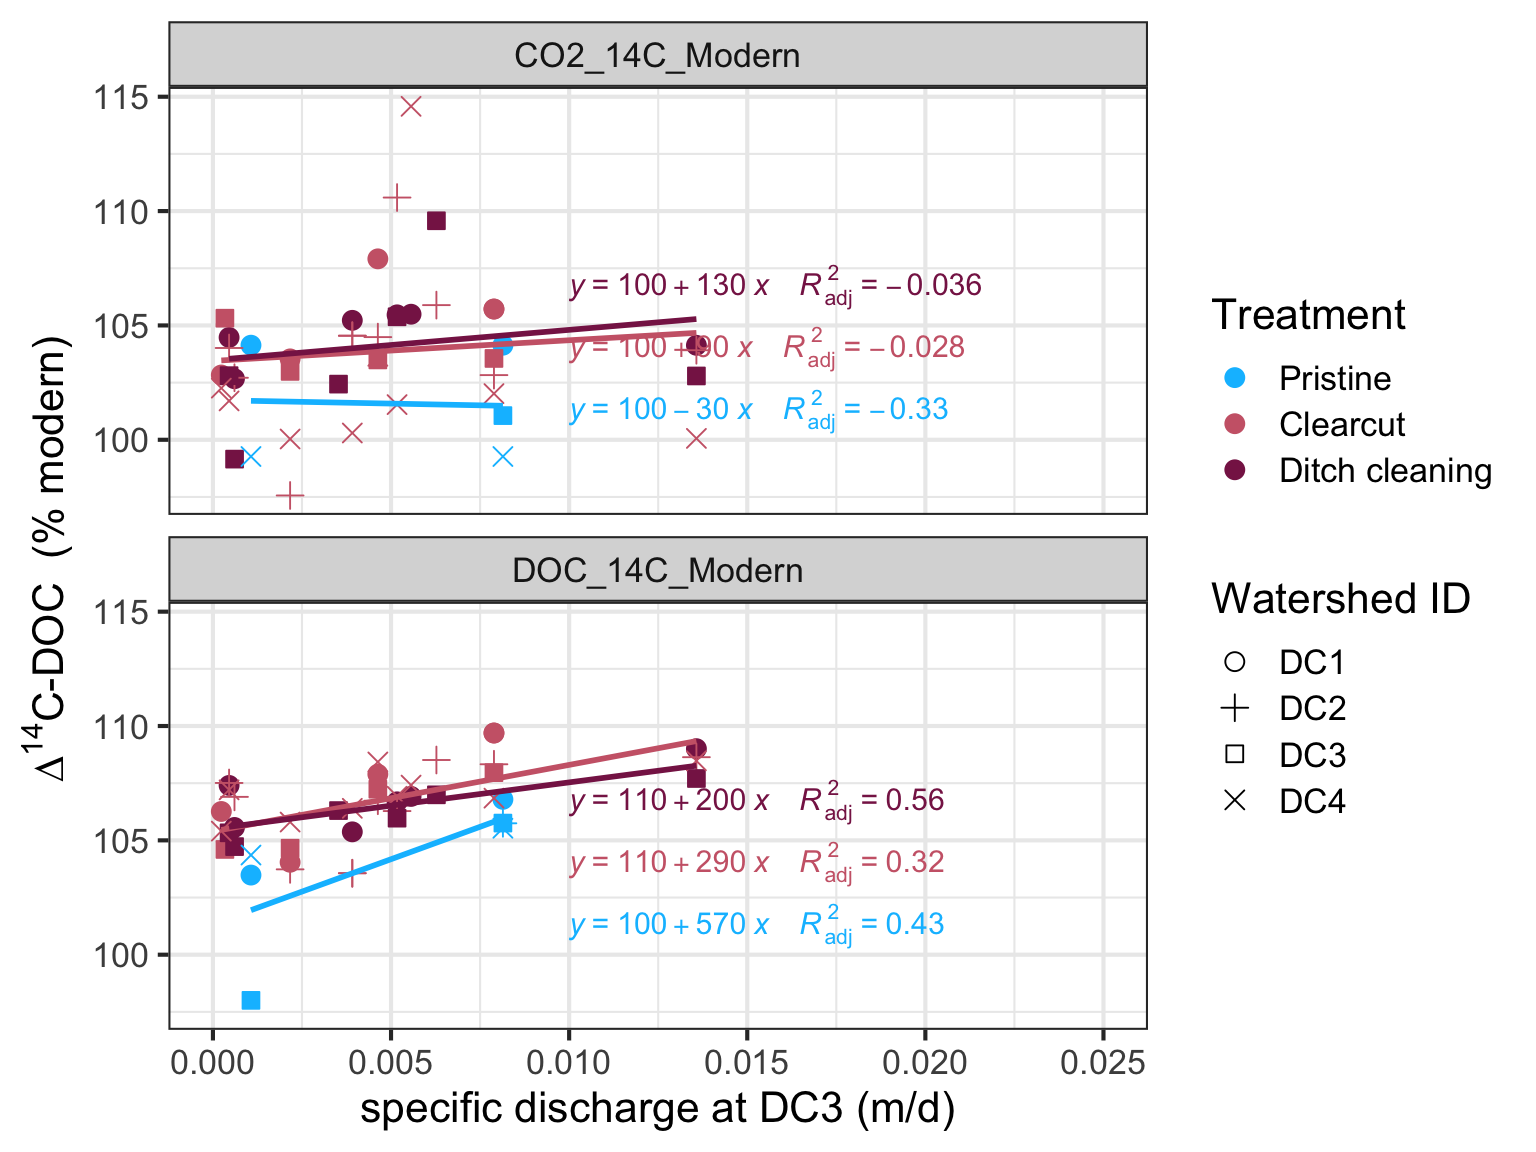 CO2_14C_Modern
115
110
105
100
y = 100 + 130 x R²adj = −0.036
y = 100 + 90 x R²adj = −0.028
y = 100 − 30 x R²adj = −0.33
DOC_14C_Modern
115
110
105
100
y = 110 + 200 x R²adj = 0.56
y = 110 + 290 x R²adj = 0.32
y = 100 + 570 x R²adj = 0.43
0.000 0.005 0.010 0.015 0.020 0.025
specific discharge at DC3 (m/d)
Δ¹⁴C-DOC (% modern)
Treatment
Pristine
Clearcut
Ditch cleaning
Watershed ID
DC1
DC2
DC3
DC4